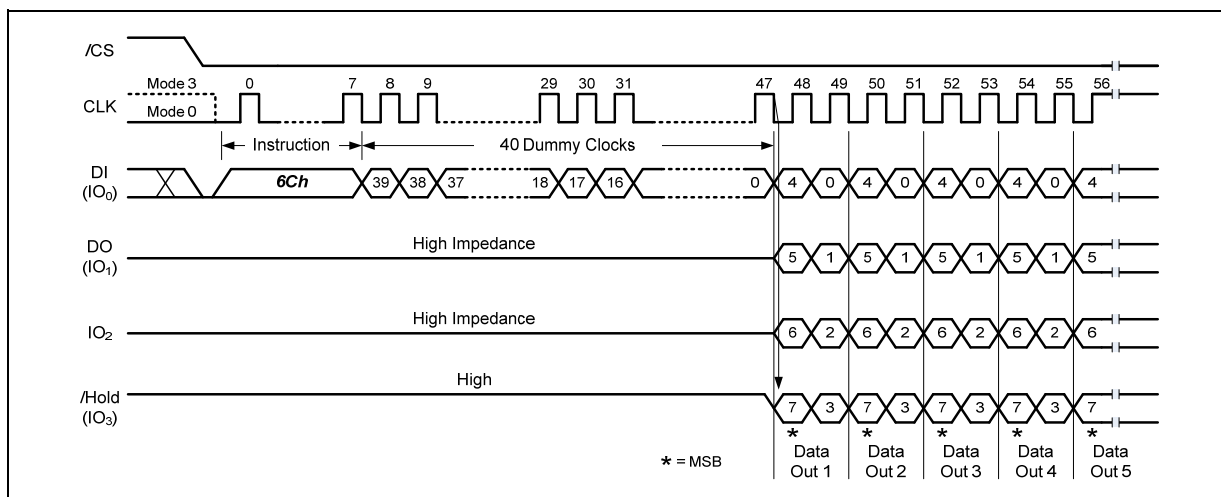 /CS
Mode 3 0 7 8 9 29 30 31 47 48 49 50 51 52 53 54 55 56
CLK
Mode 0
Instruction 40 Dummy Clocks
DI
(IO0) 6Ch 39 38 37 18 17 16 0 4 0 4 0 4 0 4 0 4
DO
(IO1) High Impedance 5 1 5 1 5 1 5 1 5
IO2 High Impedance 6 2 6 2 6 2 6 2 6
/Hold
(IO3) High 7 3 7 3 7 3 7 3 7
* * * * *
* = MSB
Data Data Data Data Data
Out 1 Out 2 Out 3 Out 4 Out 5